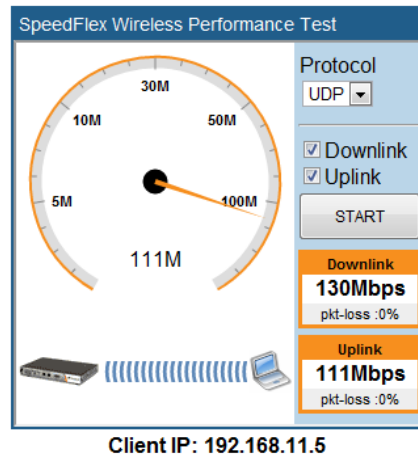 SpeedFlex Wireless Performance Test
30M
10M
50M
5M
100M
111M
Protocol
UDP
Downlink
Uplink
START
Downlink
130Mbps
pkt-loss :0%
Uplink
111Mbps
pkt-loss :0%
Client IP: 192.168.11.5